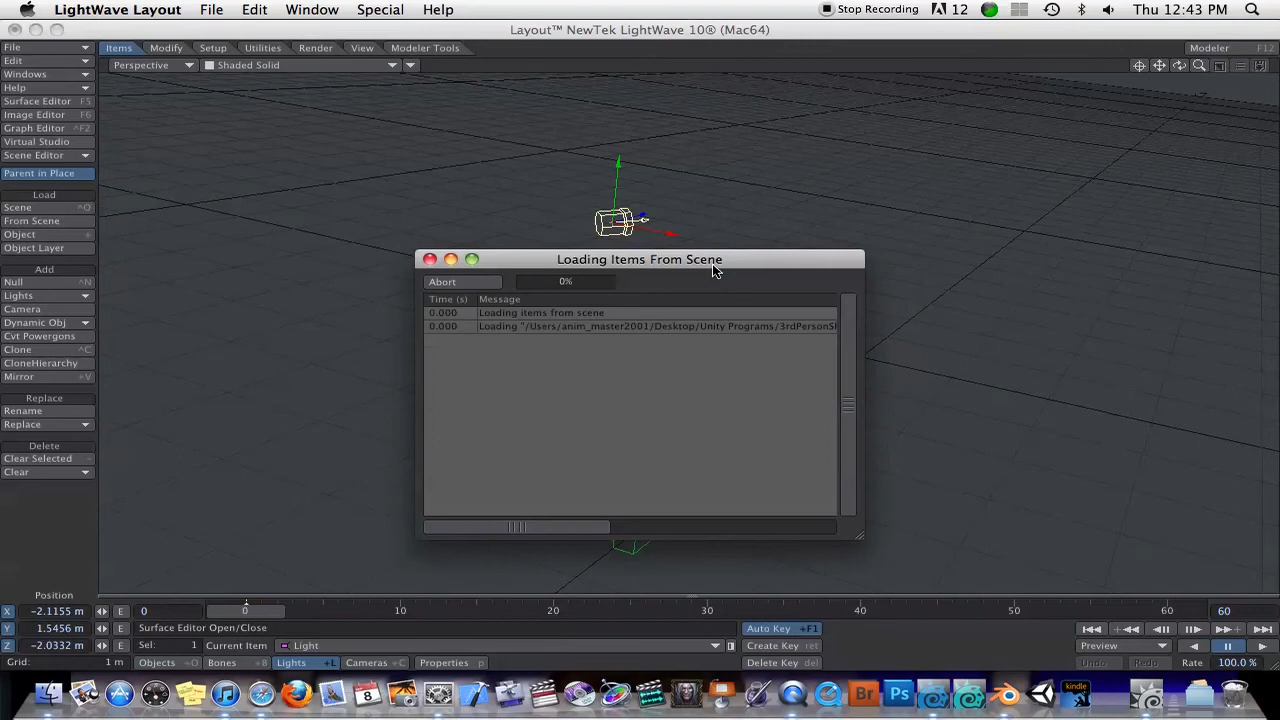 LightWave Layout File Edit Window Special Help Stop Recording 12 Thu 12:43 PM
Layout™ NewTek LightWave 10® (Mac64)
File Items Modify Setup Utilities Render View Modeler Tools Modeler F12
Edit
Perspective Shaded Solid
Windows
Help
Surface Editor F5
Image Editor F6
Graph Editor ^F2
Virtual Studio
Scene Editor
Parent in Place
Load
Scene ^O
From Scene
Object +
Object Layer
Add
Null ^N
Lights
Camera
Dynamic Obj
Cvt Powergons
Clone ^C
CloneHierarchy
Mirror +V
Replace
Rename
Replace
Delete
Clear Selected -
Clear
Loading Items From Scene
Abort 0%
Time (s) Message
0.000 Loading items from scene
0.000 Loading "/Users/anim_master2001/Desktop/Unity Programs/3rdPersonSh
Position
X -2.1155 m E 0 0 10 20 30 40 50 60 60
Y 1.5456 m E Surface Editor Open/Close Auto Key +F1
Z -2.0332 m E Sel: 1 Current Item Light Create Key ret Preview
Grid: 1 m Objects +O Bones +B Lights +L Cameras +C Properties p Delete Key del Undo Redo Rate 100.0 %
8 Br Ps kindle